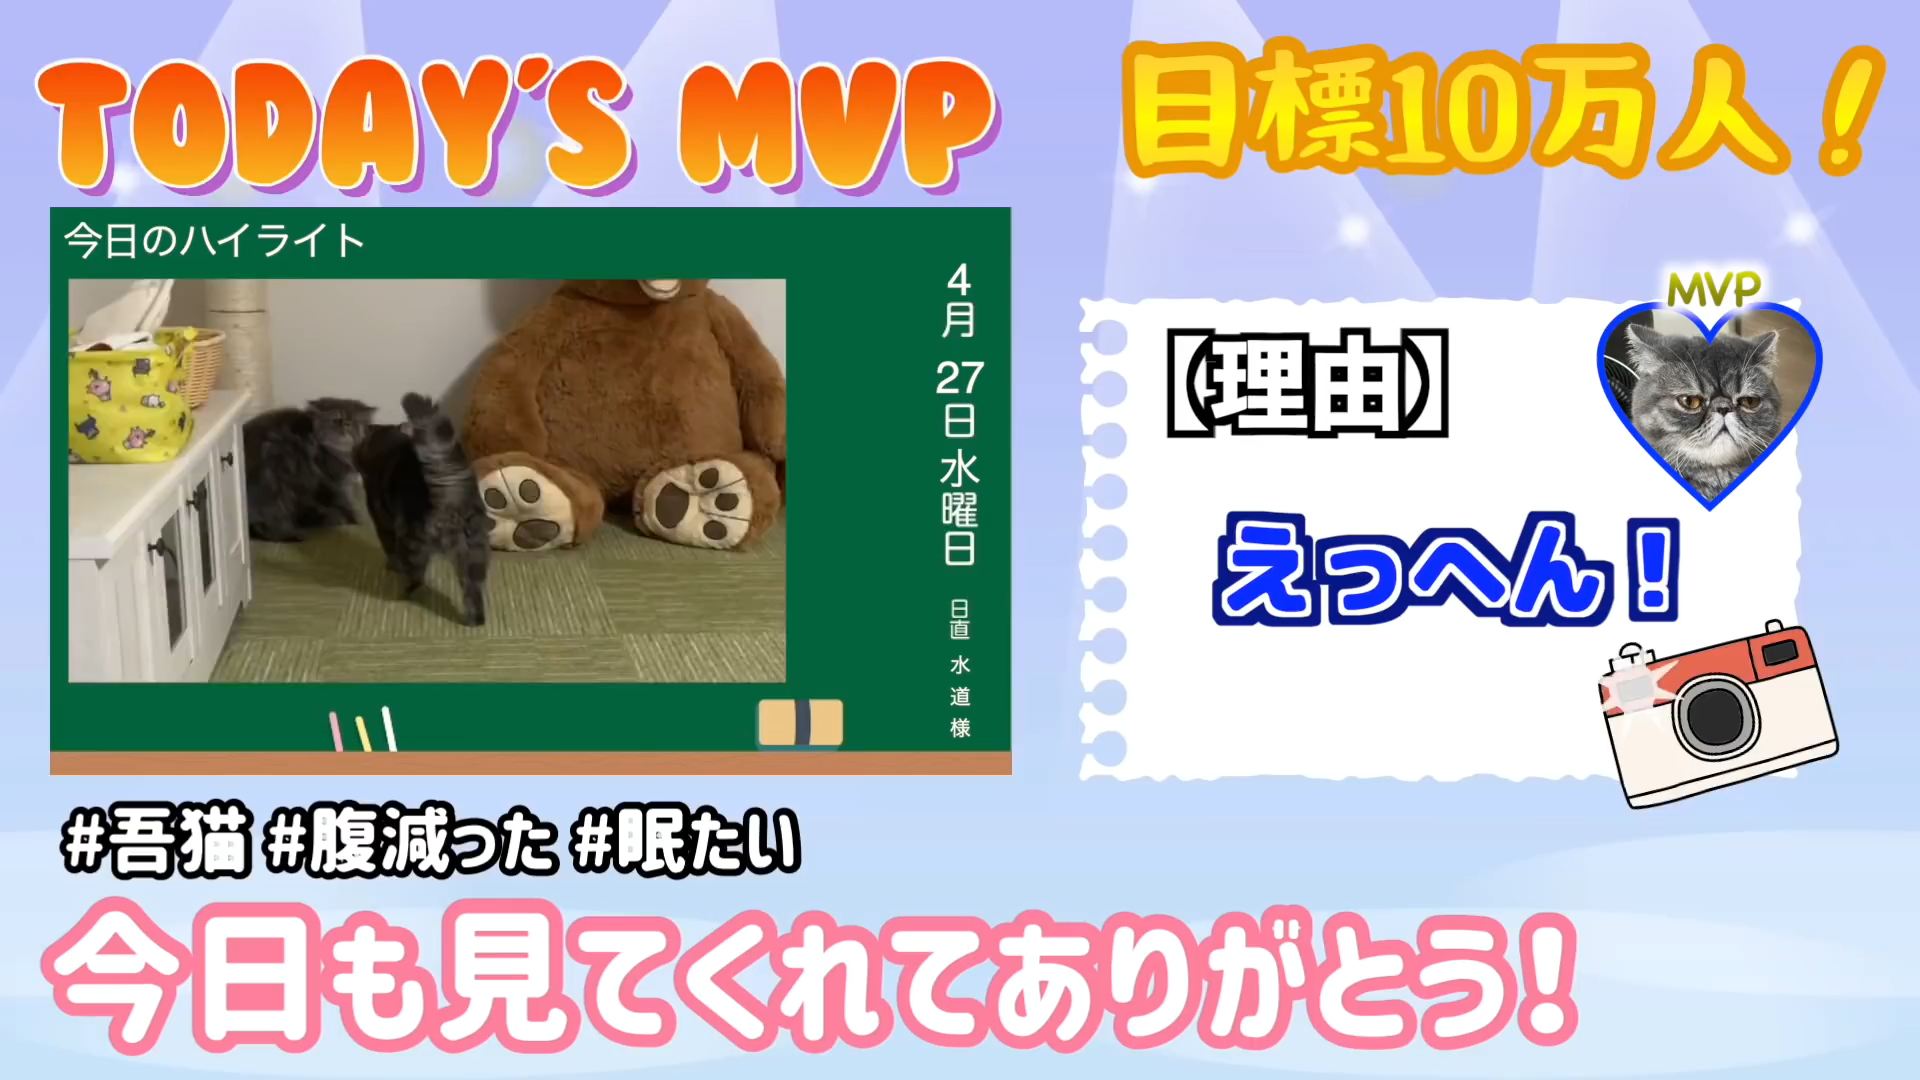 TODAY'S MVP
目標10万人！
今日のハイライト
4月27日水曜日
日直 水道様
MVP
【理由】
えっへん！
#吾猫 #腹減った #眠たい
今日も見てくれてありがとう！